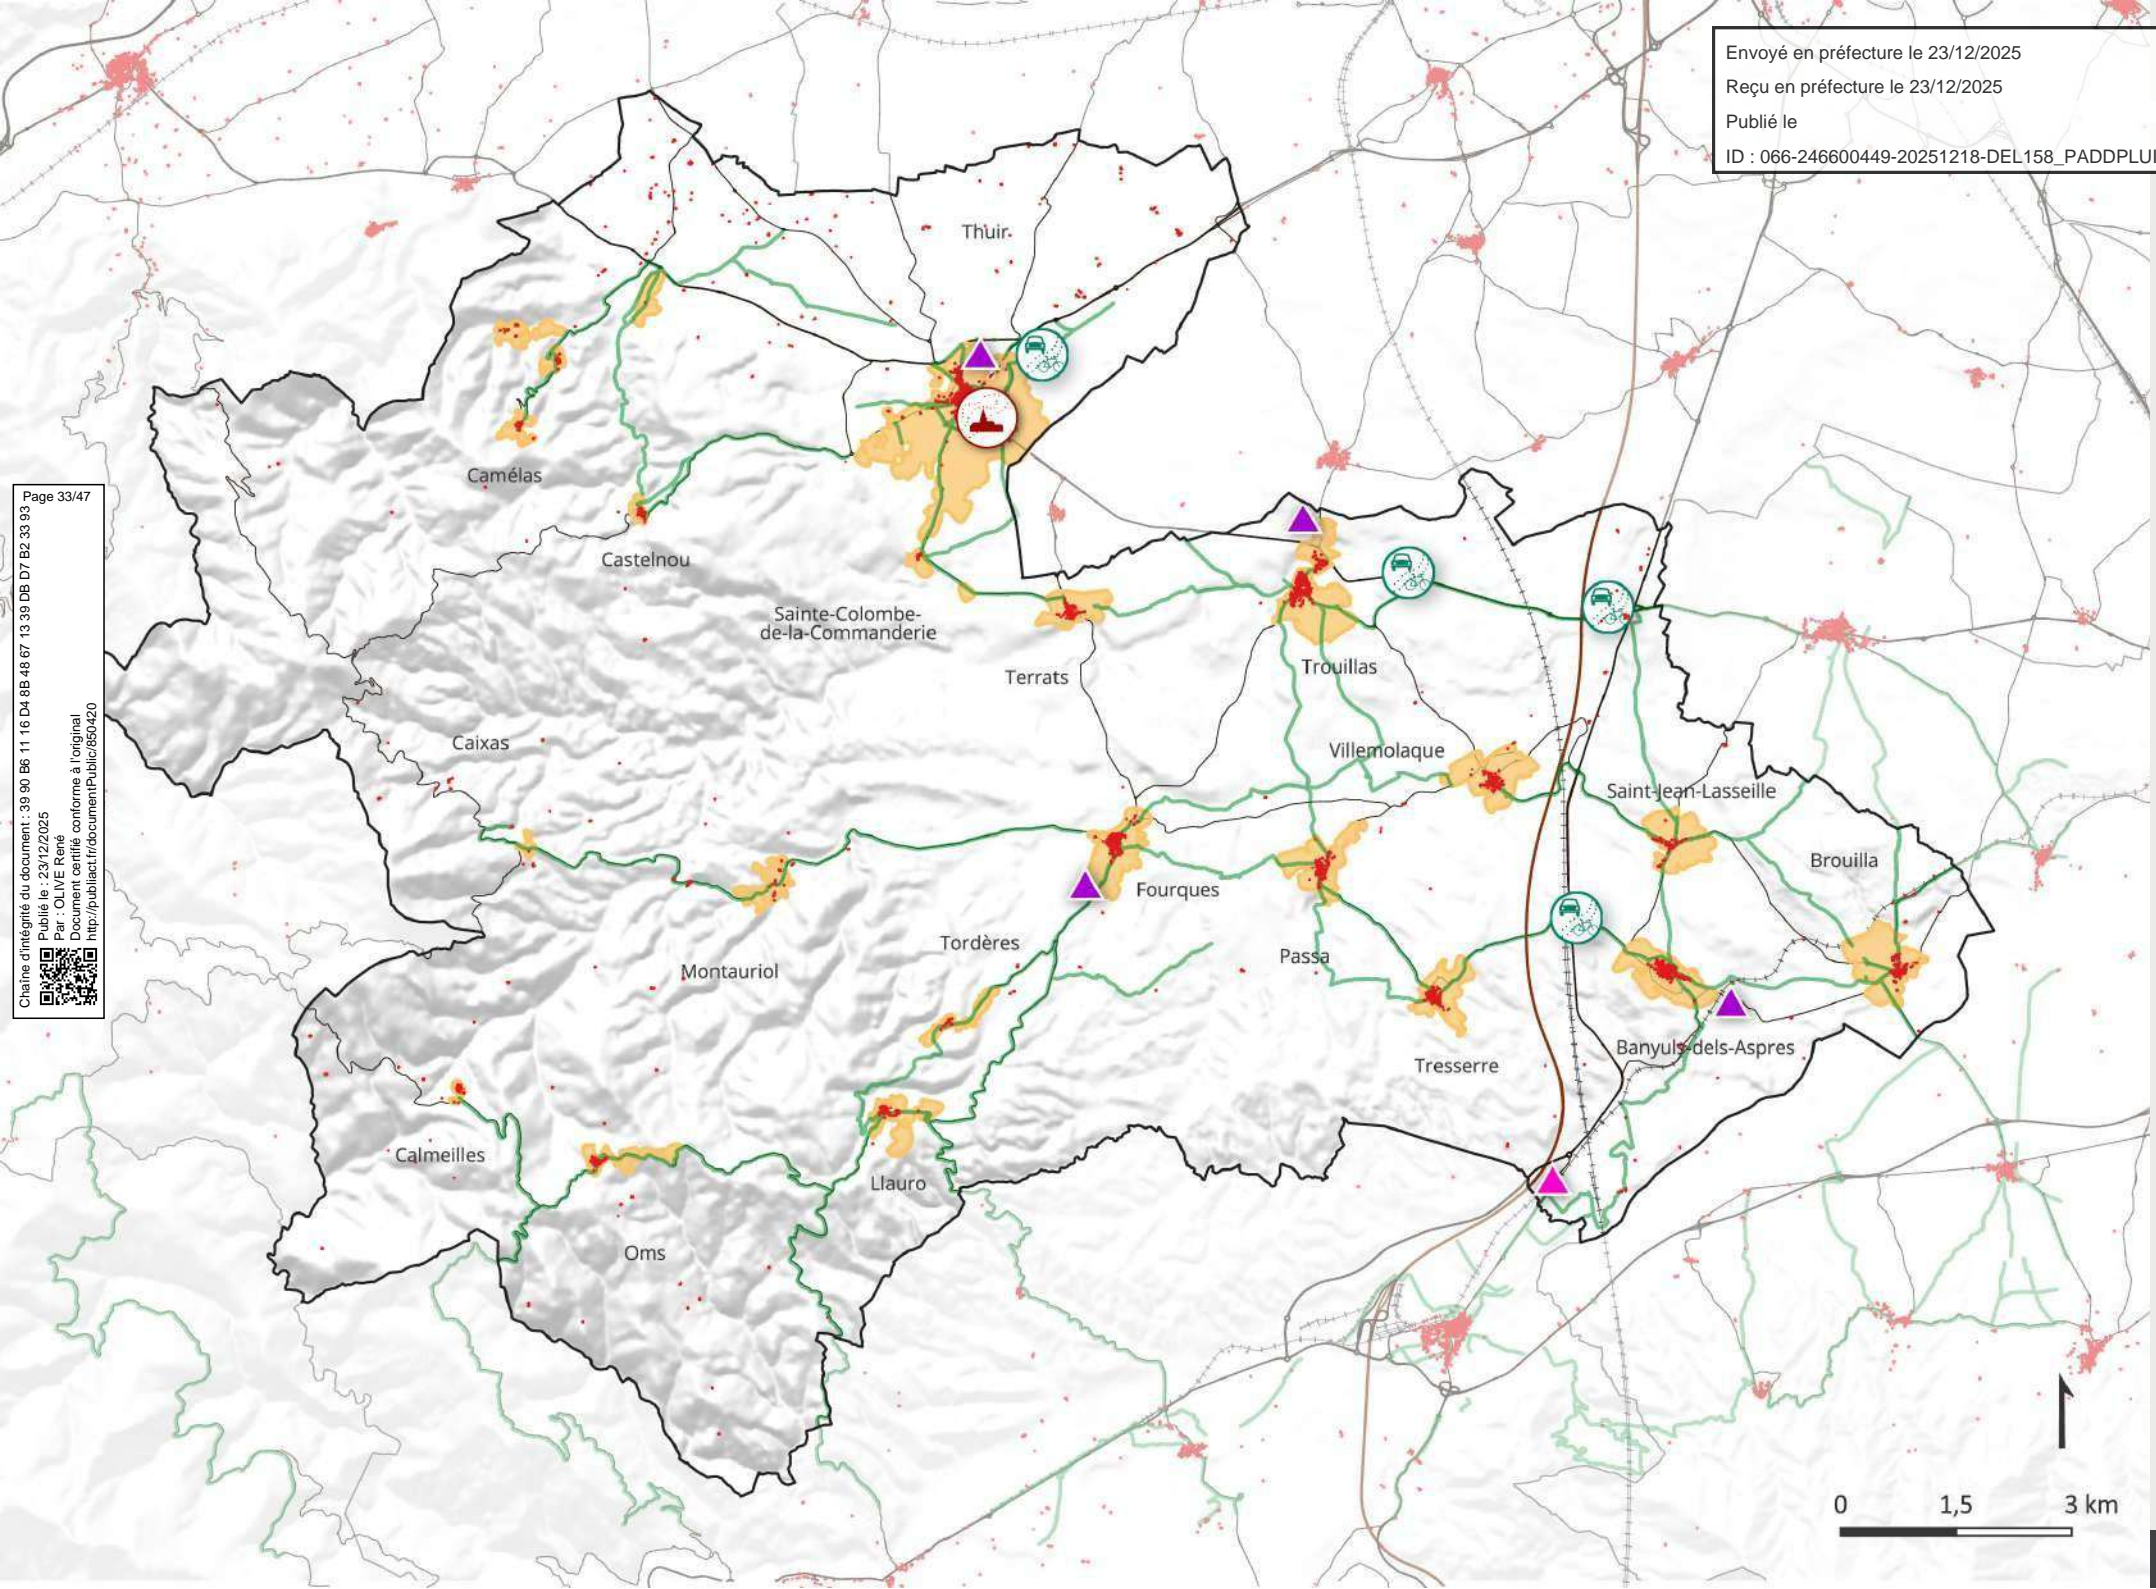 Envoyé en préfecture le 23/12/2025
Reçu en préfecture le 23/12/2025
Publié le
ID : 066-246600449-20251218-DEL158_PADDPLUI
Thuir
Camélas
Castelnou
Sainte-Colombe-
de-la-Commanderie
Terrats
Trouillas
Caixas
Villemolaque
Saint-Jean-Lasseille
Brouilla
Fourques
Tordères
Passa
Montauriol
Banyuls-dels-Aspres
Tresserre
Calmeilles
Llauro
Oms
0 1,5 3 km
Page 33/47
Chaîne d'intégrité du document : 39 90 B6 11 16 D4 8B 48 67 13 39 DB D7 B2 33 93
Publié le : 23/12/2025
Par : OLIVE René
Document certifié conforme à l'original
http://publiact.fr/documentPublic/850420